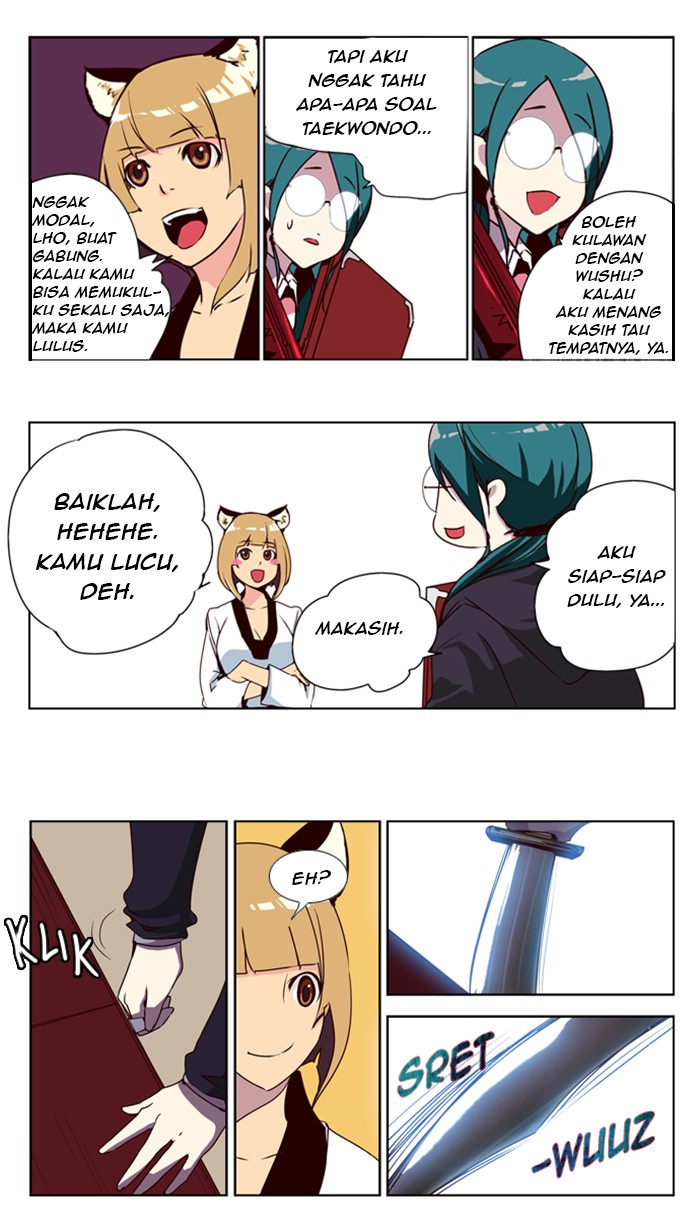 NGGAK
MODAL,
LHO, BUAT
GABUNG.
KALAU KAMU
BISA MEMUKUL-
KU SEKALI SAJA,
MAKA KAMU
LULUS.
TAPI AKU
NGGAK TAHU
APA-APA SOAL
TAEKWONDO...
BOLEH
KULAWAN
DENGAN
WUSHU?
KALAU
AKU MENANG
KASIH TAU
TEMPATNYA, YA.
BAIKLAH,
HEHEHE.
KAMU LUCU,
DEH.
MAKASIH.
AKU
SIAP-SIAP
DULU, YA...
KLIK
EH?
SRET
-WUUZ